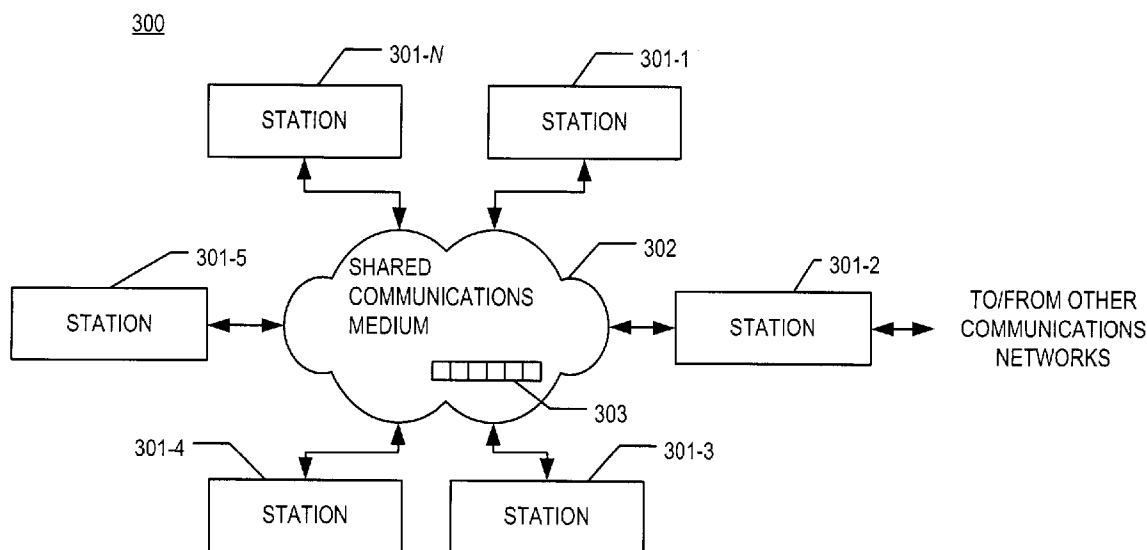 300
301-N
301-1
STATION
STATION
302
301-5
SHARED
COMMUNICATIONS
MEDIUM
301-2
STATION
STATION
TO/FROM OTHER
COMMUNICATIONS
NETWORKS
303
301-4
301-3
STATION
STATION